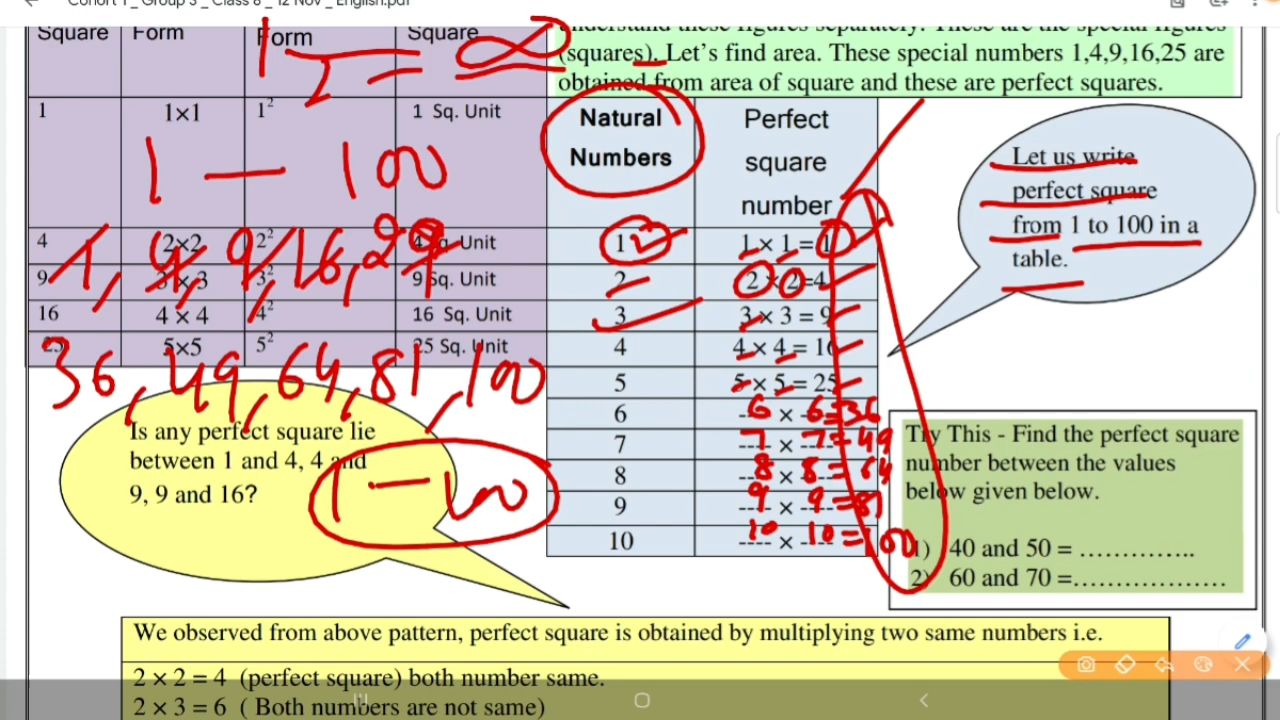 Cohort 1 _ Group 3 _ Class 8 _ 12 Nov _ English.pdf
Square Form Form Square
1 1×1 1² 1 Sq. Unit
4 2×2 2² Unit
9 3² 9 Sq. Unit
16 4 × 4 4² 16 Sq. Unit
25 5×5 5² 25 Sq. Unit
1 — ∞
1 — 100
1, 4, 9, 16, 25
36, 49, 64, 81, 100
understand these figures separately. These are the special figures
(squares). Let's find area. These special numbers 1,4,9,16,25 are
obtained from area of square and these are perfect squares.
Natural
Numbers
Perfect
square
number
1 1 × 1 = 1
2 2 × 2 =4
3 3 × 3 = 9
4 4 × 4 = 16
5 5 × 5 = 25
6 6 × 6 = 36
7 7 × 7 = 49
8 8 × 8 = 64
9 9 × 9 = 81
10 10 × 10 = 100
Let us write
perfect square
from 1 to 100 in a
table.
Is any perfect square lie
between 1 and 4, 4 and
9, 9 and 16?
1 — 100
Try This - Find the perfect square
number between the values
below given below.
1) 40 and 50 = …………..
2) 60 and 70 =…………………
We observed from above pattern, perfect square is obtained by multiplying two same numbers i.e.
2 × 2 = 4 (perfect square) both number same.
2 × 3 = 6 ( Both numbers are not same)